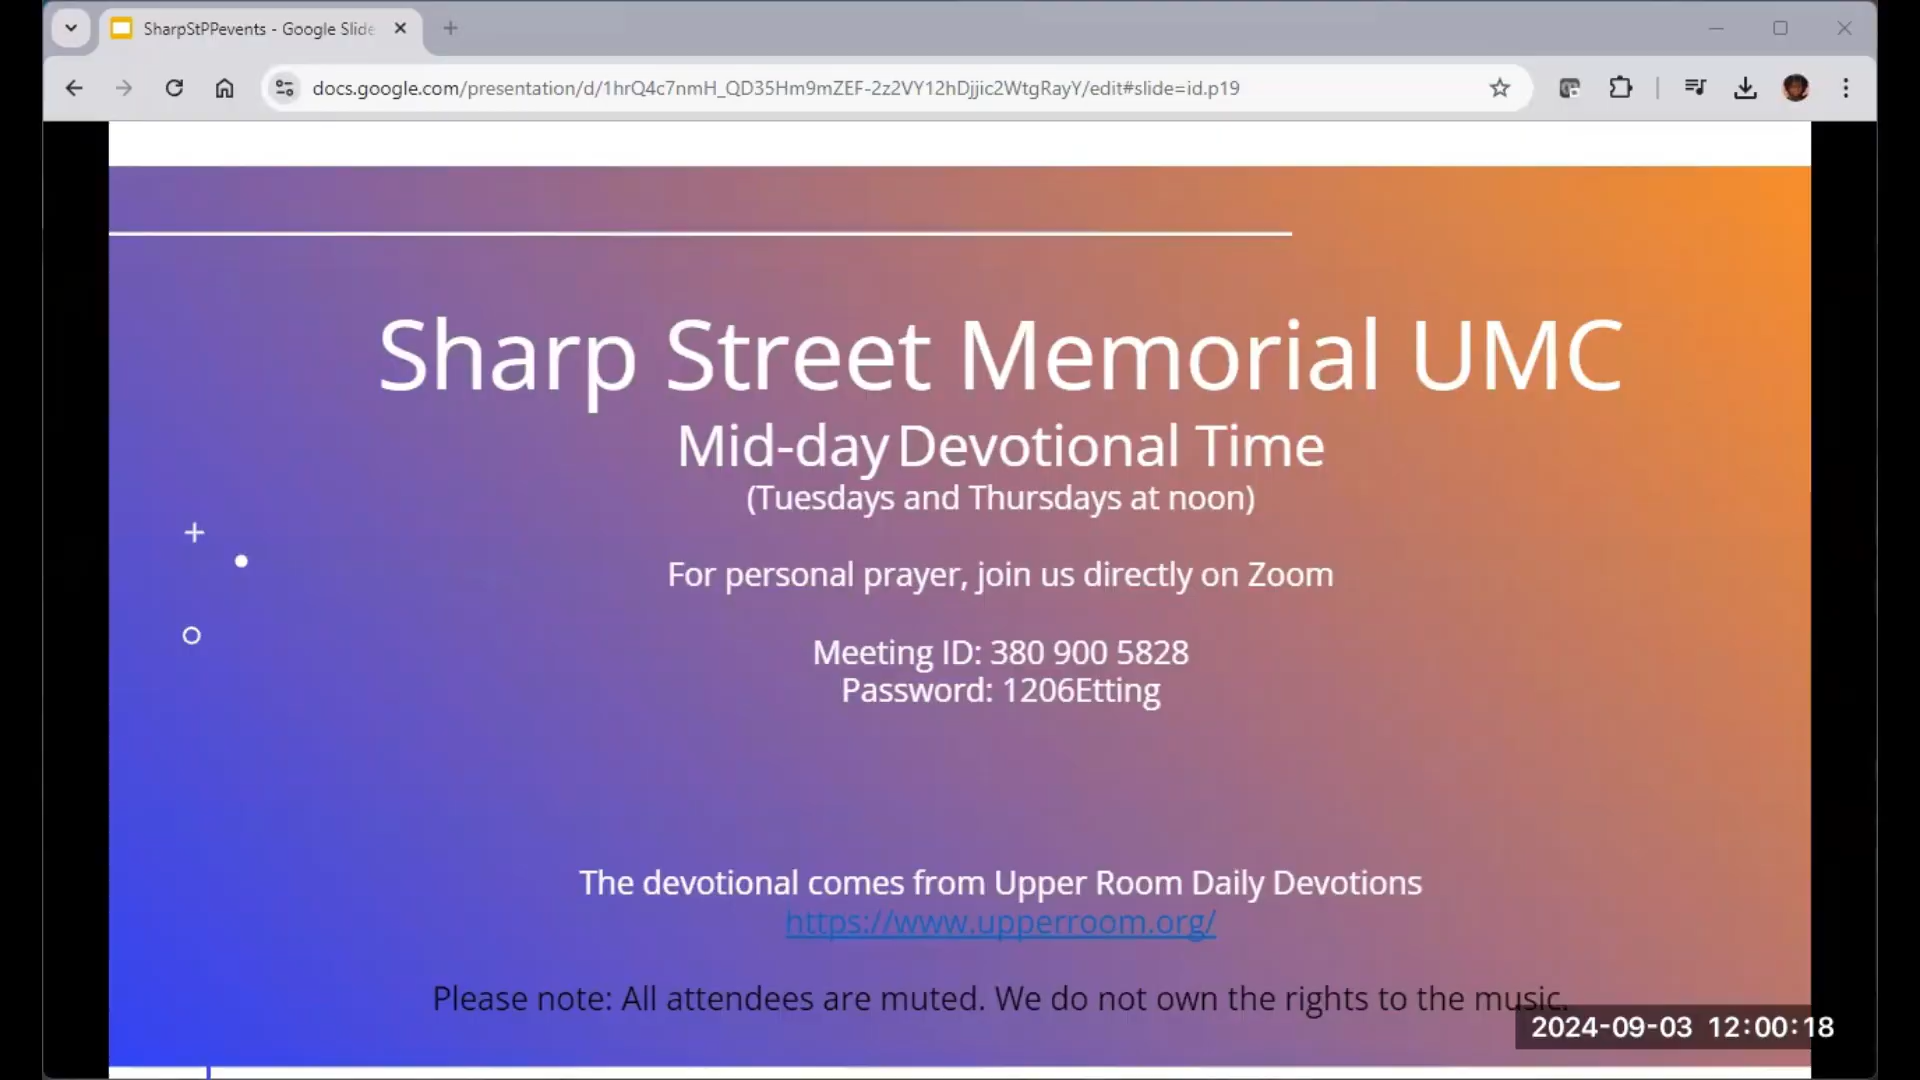 SharpStPPevents - Google Slide
docs.google.com/presentation/d/1hrQ4c7nmH_QD35Hm9mZEF-2z2VY12hDjjic2WtgRayY/edit#slide=id.p19
Sharp Street Memorial UMC
Mid-day Devotional Time
(Tuesdays and Thursdays at noon)
For personal prayer, join us directly on Zoom
Meeting ID: 380 900 5828
Password: 1206Etting
The devotional comes from Upper Room Daily Devotions
https://www.upperroom.org/
Please note: All attendees are muted. We do not own the rights to the music.
2024-09-03 12:00:18